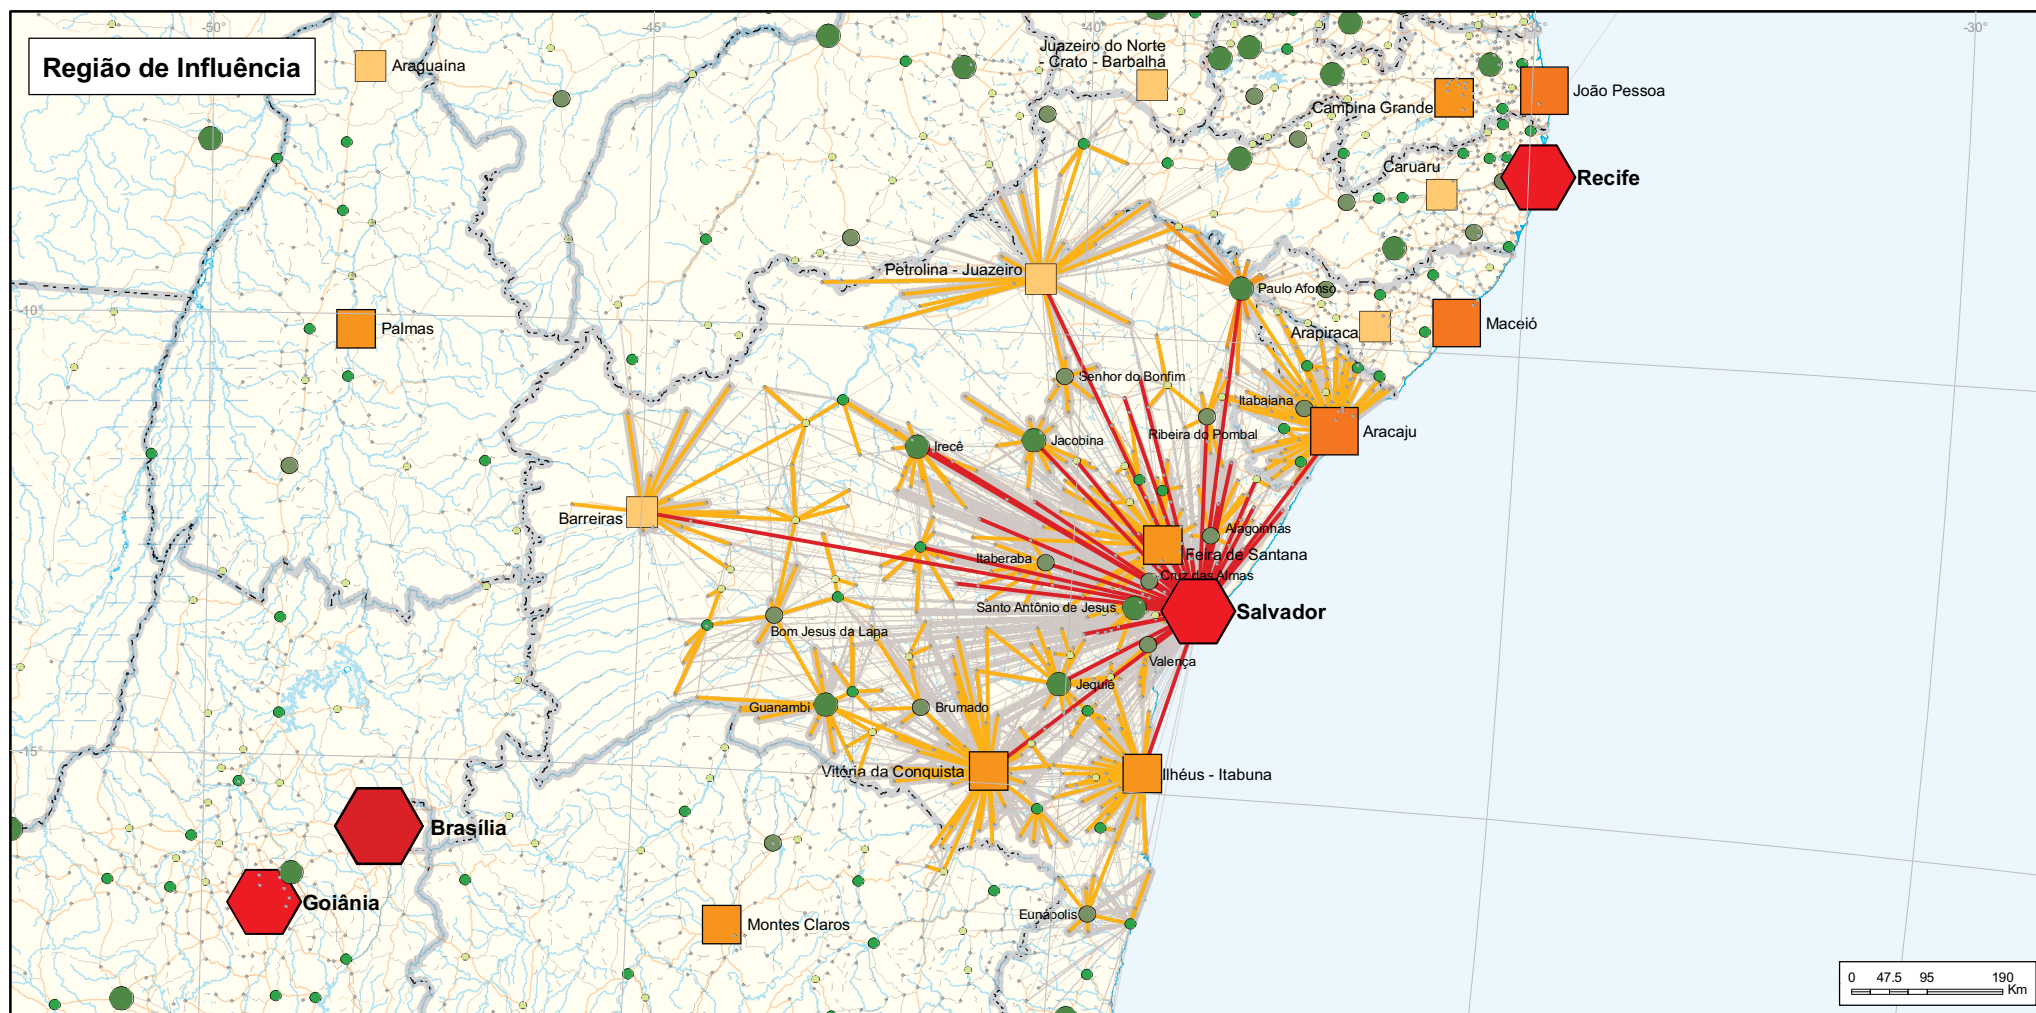 -50°
-45°
-40°
-35°
-30°
Região de Influência
Araguaína
Juazeiro do Norte
- Crato - Barbalha
Campina Grande
João Pessoa
Caruaru
Recife
Petrolina - Juazeiro
Paulo Afonso
-10°
Palmas
Arapiraca
Maceió
Senhor do Bonfim
Itabaiana
Ribeira do Pombal
Aracaju
Irecê
Jacobina
Barreiras
Alagoinhas
Feira de Santana
Itaberaba
Cruz das Almas
Santo Antônio de Jesus
Salvador
Bom Jesus da Lapa
Valença
Jequié
Guanambi
Brumado
-15°
Vitória da Conquista
Ilhéus - Itabuna
Brasília
Goiânia
Montes Claros
Eunápolis
0 47.5 95 190
Km